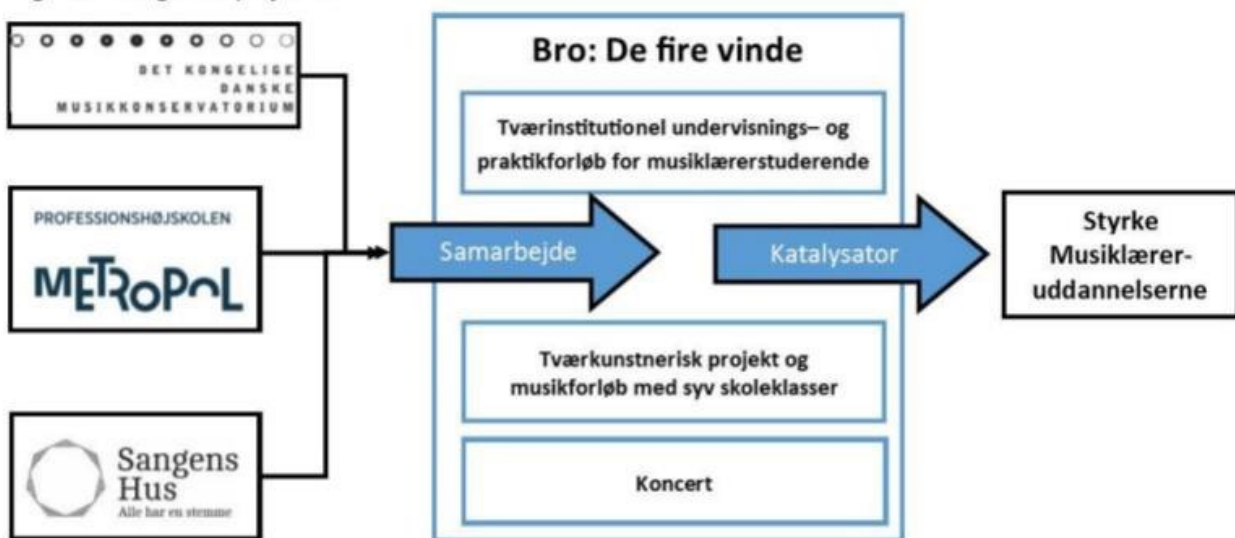 DET KONGELIGE
DANSKE
MUSIKKONSERVATORIUM
PROFESSIONSHØJSKOLEN
METROPOL
Sangens
Hus
Alle har en stemme
Bro: De fire vinde
Tværinstitutionel undervisnings– og
praktikforløb for musiklærerstuderende
Samarbejde
Katalysator
Tværkunstnerisk projekt og
musikforløb med syv skoleklasser
Koncert
Styrke
Musiklærer-
uddannelserne